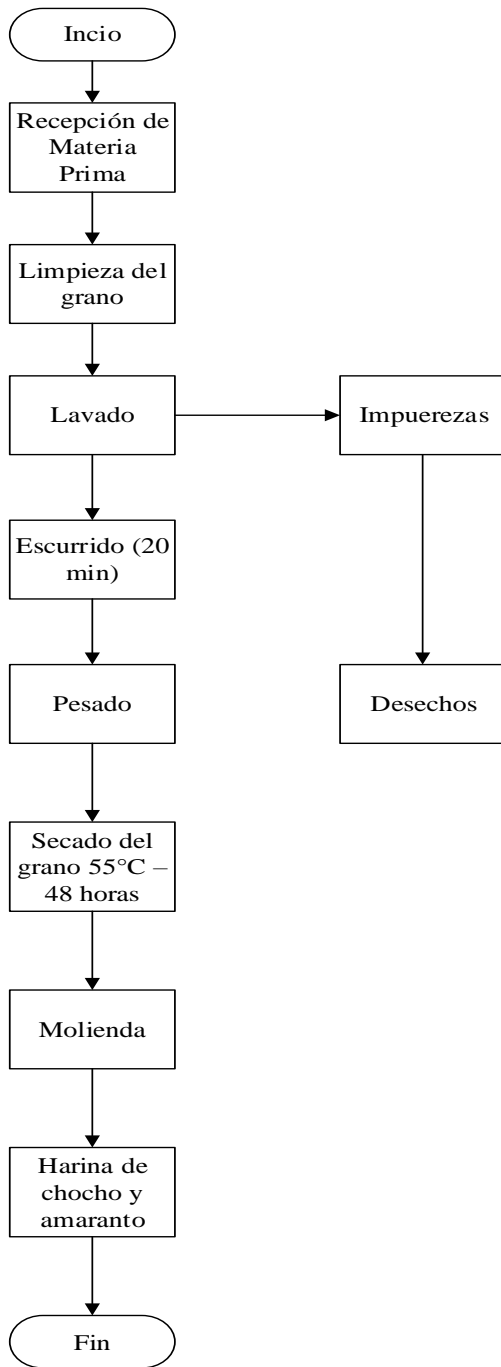 Incio
Recepción de
Materia
Prima
Limpieza del
grano
Lavado
Impuerezas
Escurrido (20
min)
Pesado
Desechos
Secado del
grano 55°C –
48 horas
Molienda
Harina de
chocho y
amaranto
Fin